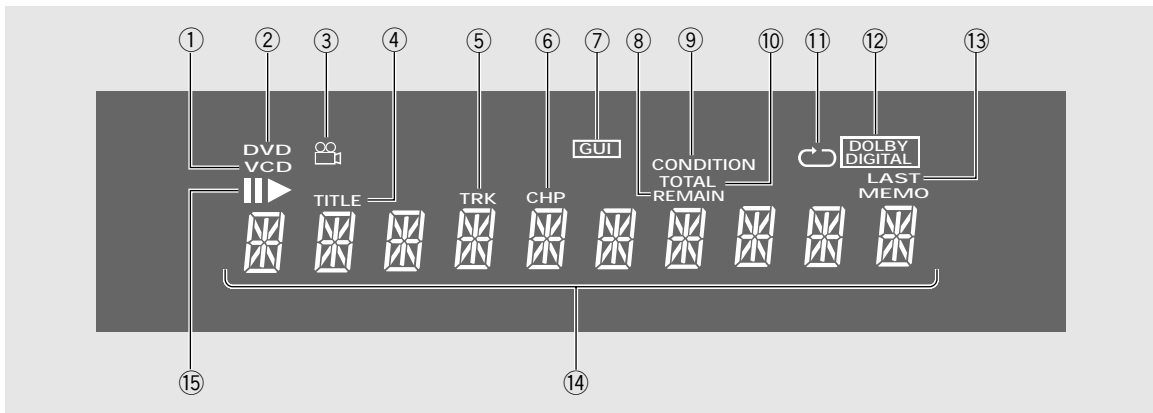 ① ② ③ ④ ⑤ ⑥ ⑦ ⑧ ⑨ ⑩ ⑪ ⑫ ⑬
DVD
VCD
GUI
CONDITION
TOTAL
REMAIN
DOLBY
DIGITAL
LAST
MEMO
TITLE TRK CHP
⑭
⑮